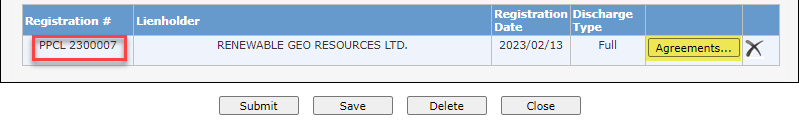 Registration # Lienholder Registration Date Discharge Type
PPCL 2300007 RENEWABLE GEO RESOURCES LTD. 2023/02/13 Full Agreements...
Submit Save Delete Close